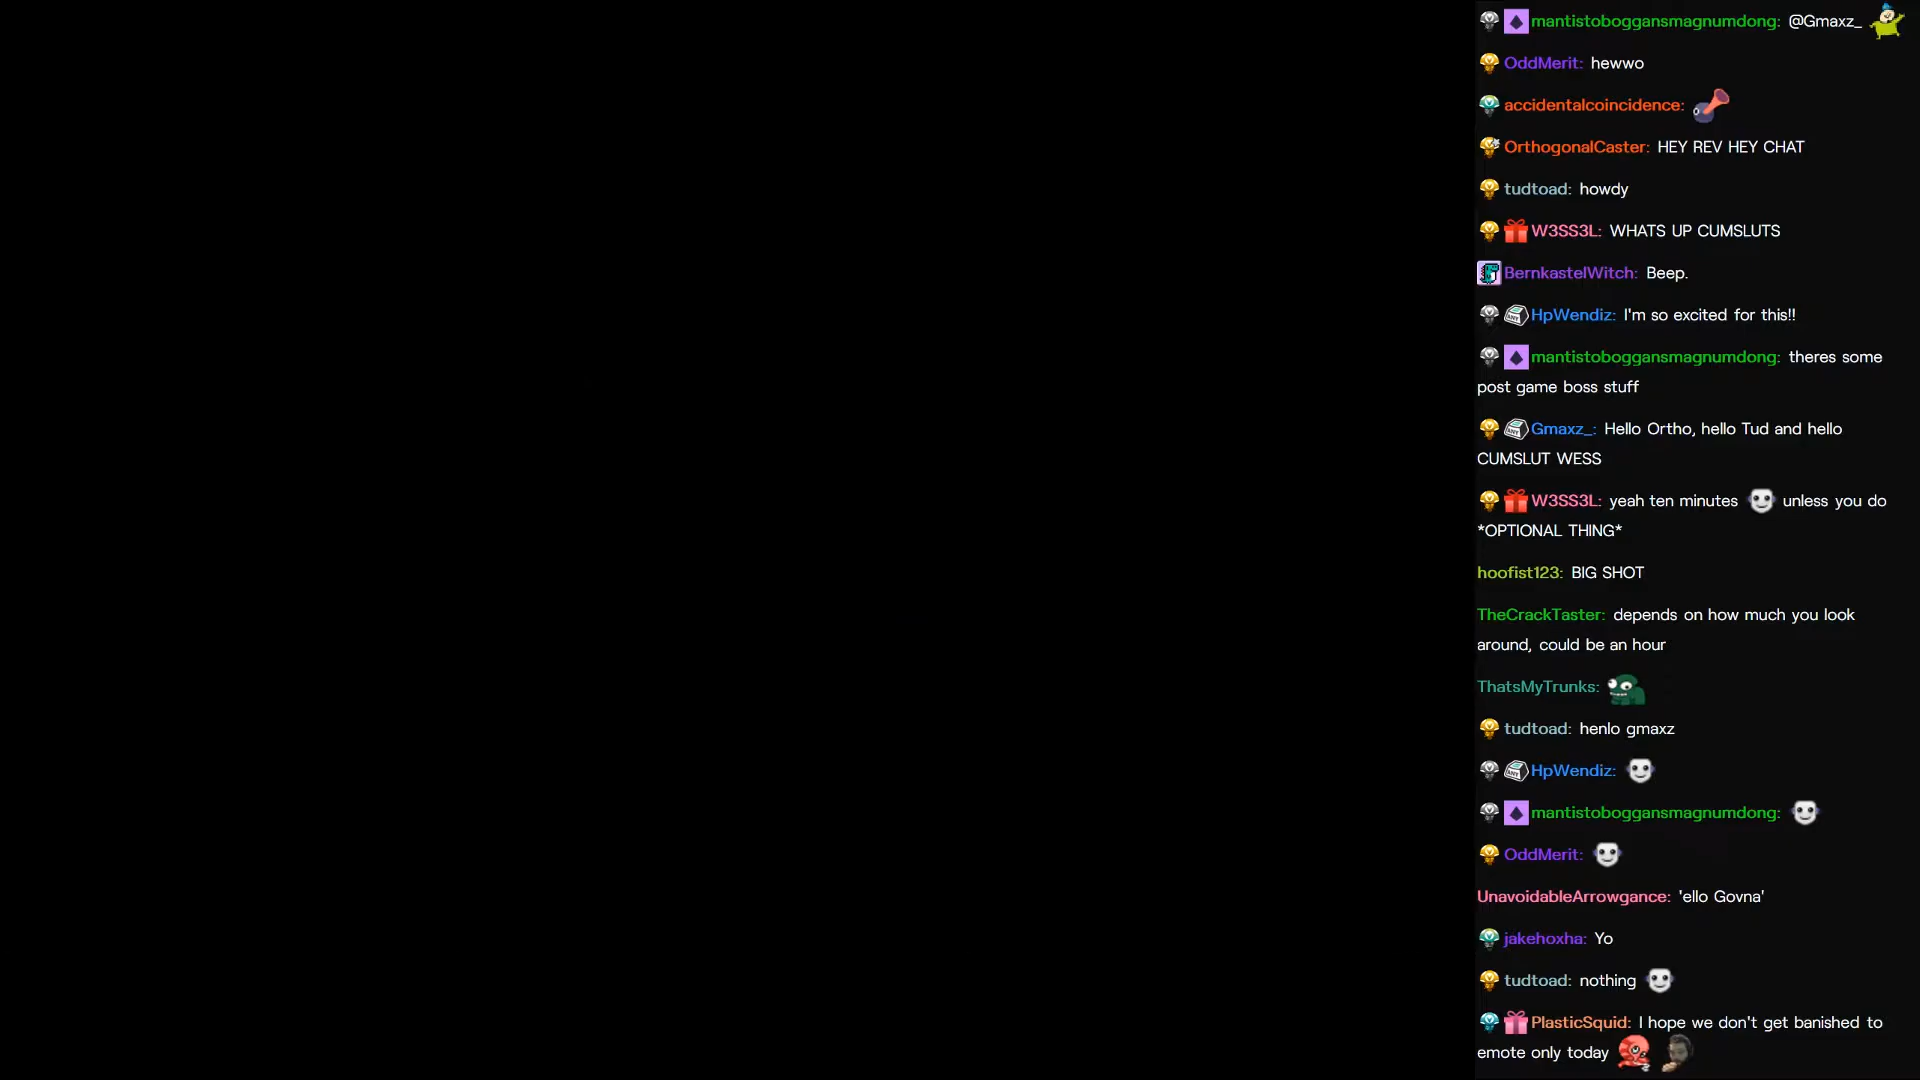 mantistoboggansmagnumdong: @Gmaxz_
OddMerit: hewwo
accidentalcoincidence:
OrthogonalCaster: HEY REV HEY CHAT
tudtoad: howdy
W3SS3L: WHATS UP CUMSLUTS
BernkastelWitch: Beep.
HpWendiz: I'm so excited for this!!
mantistoboggansmagnumdong: theres some
post game boss stuff
Gmaxz_: Hello Ortho, hello Tud and hello
CUMSLUT WESS
W3SS3L: yeah ten minutes unless you do
*OPTIONAL THING*
hoofist123: BIG SHOT
TheCrackTaster: depends on how much you look
around, could be an hour
ThatsMyTrunks:
tudtoad: henlo gmaxz
HpWendiz:
mantistoboggansmagnumdong:
OddMerit:
UnavoidableArrowgance: 'ello Govna'
jakehoxha: Yo
tudtoad: nothing
PlasticSquid: I hope we don't get banished to
emote only today